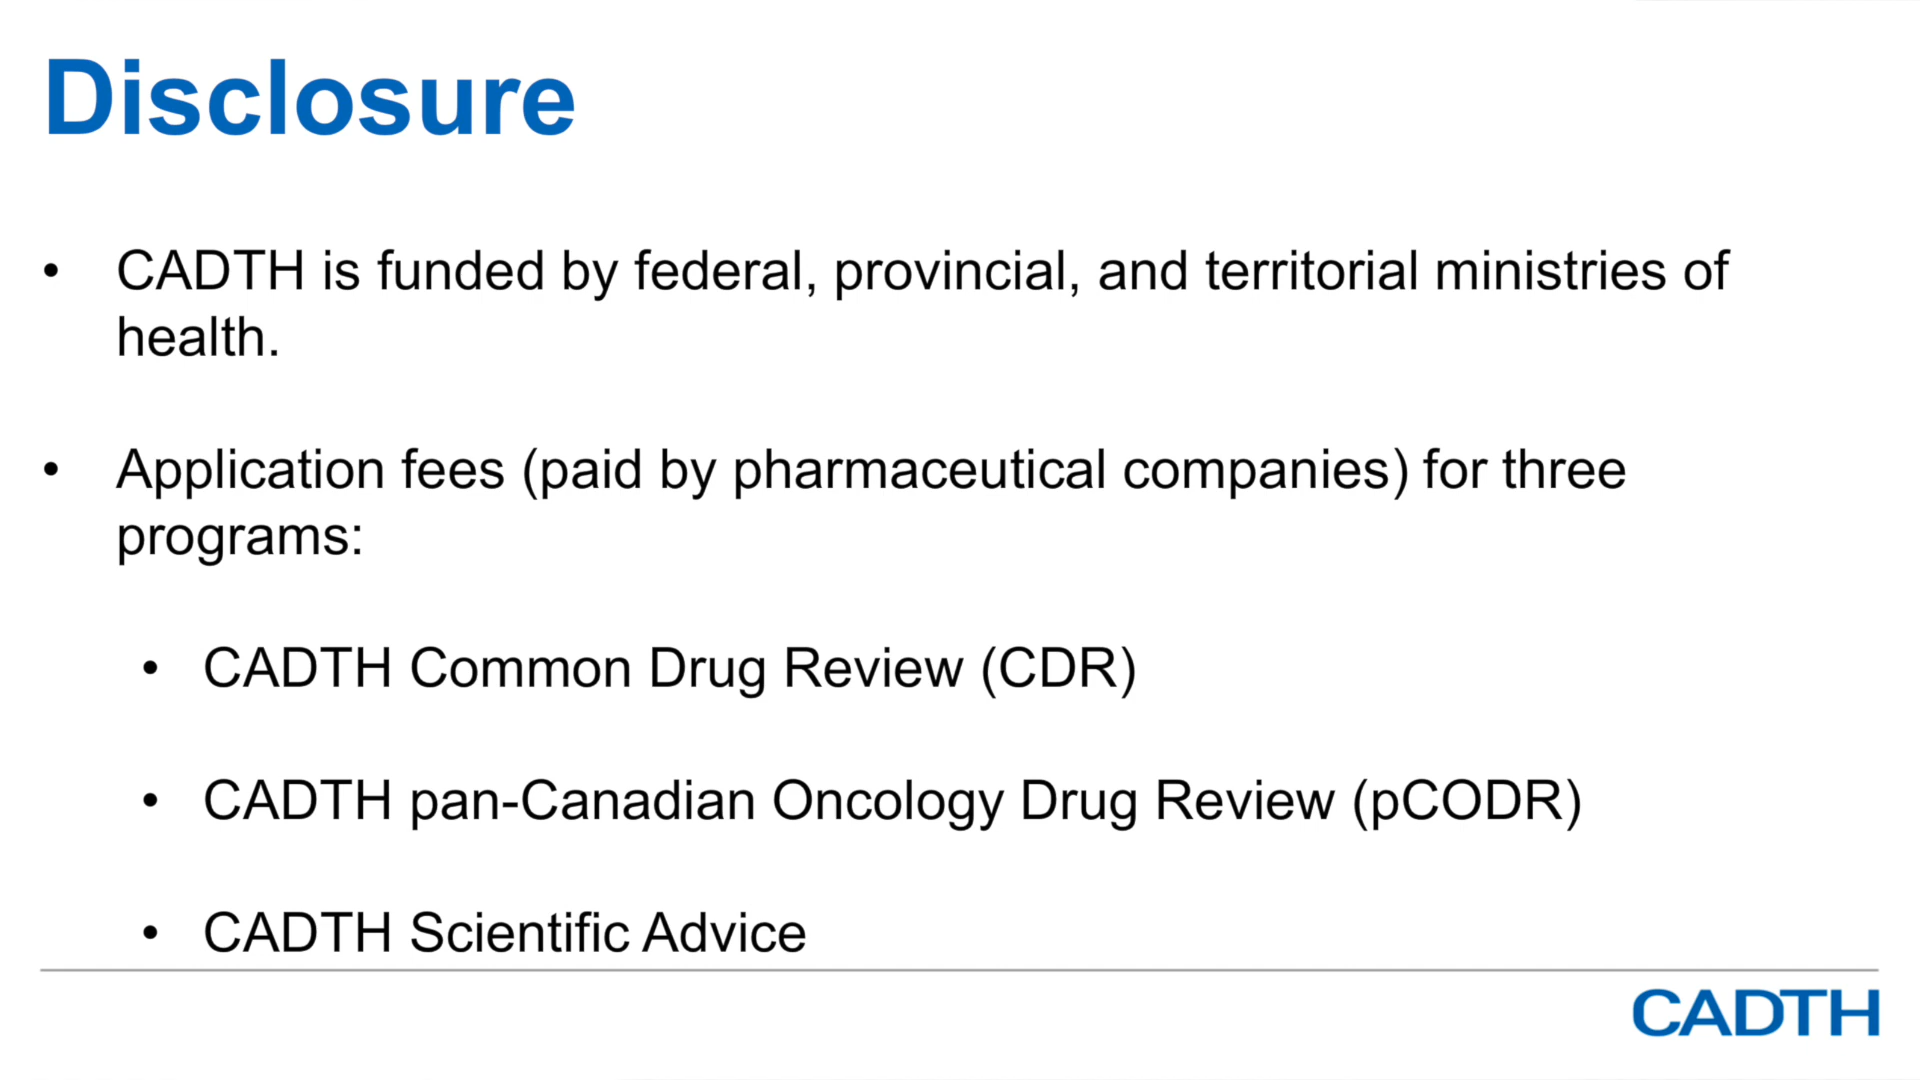 Disclosure
• CADTH is funded by federal, provincial, and territorial ministries of
health.
• Application fees (paid by pharmaceutical companies) for three
programs:
• CADTH Common Drug Review (CDR)
• CADTH pan-Canadian Oncology Drug Review (pCODR)
• CADTH Scientific Advice
CADTH